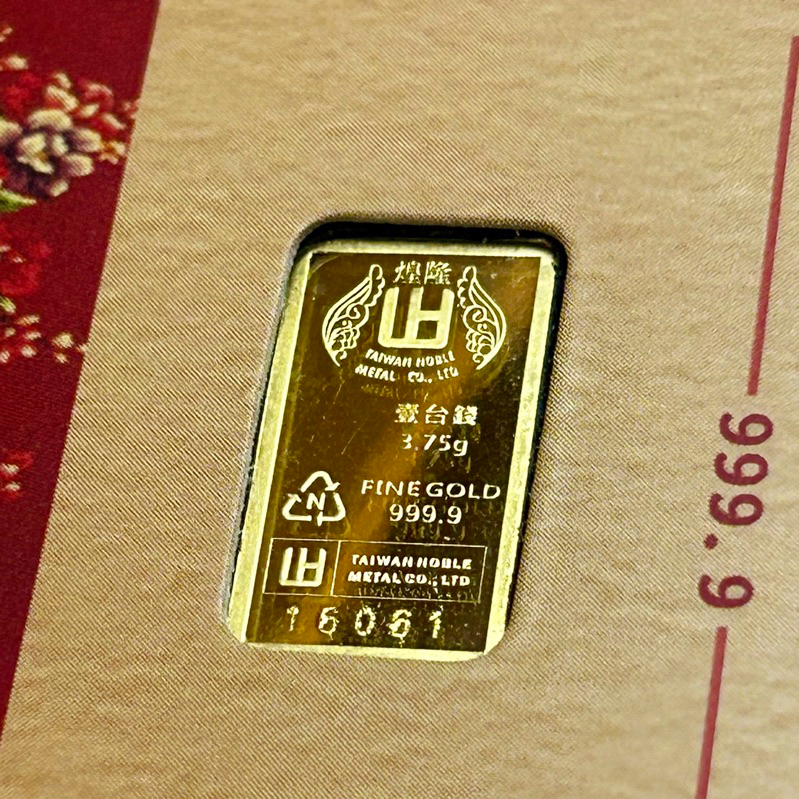 煌隆
TAIWAN NOBLE
METAL CO., LTD
壹台錢
3.75g
N
FINE GOLD
999.9
TAIWAN NOBLE
METAL CO., LTD
16061
999.9